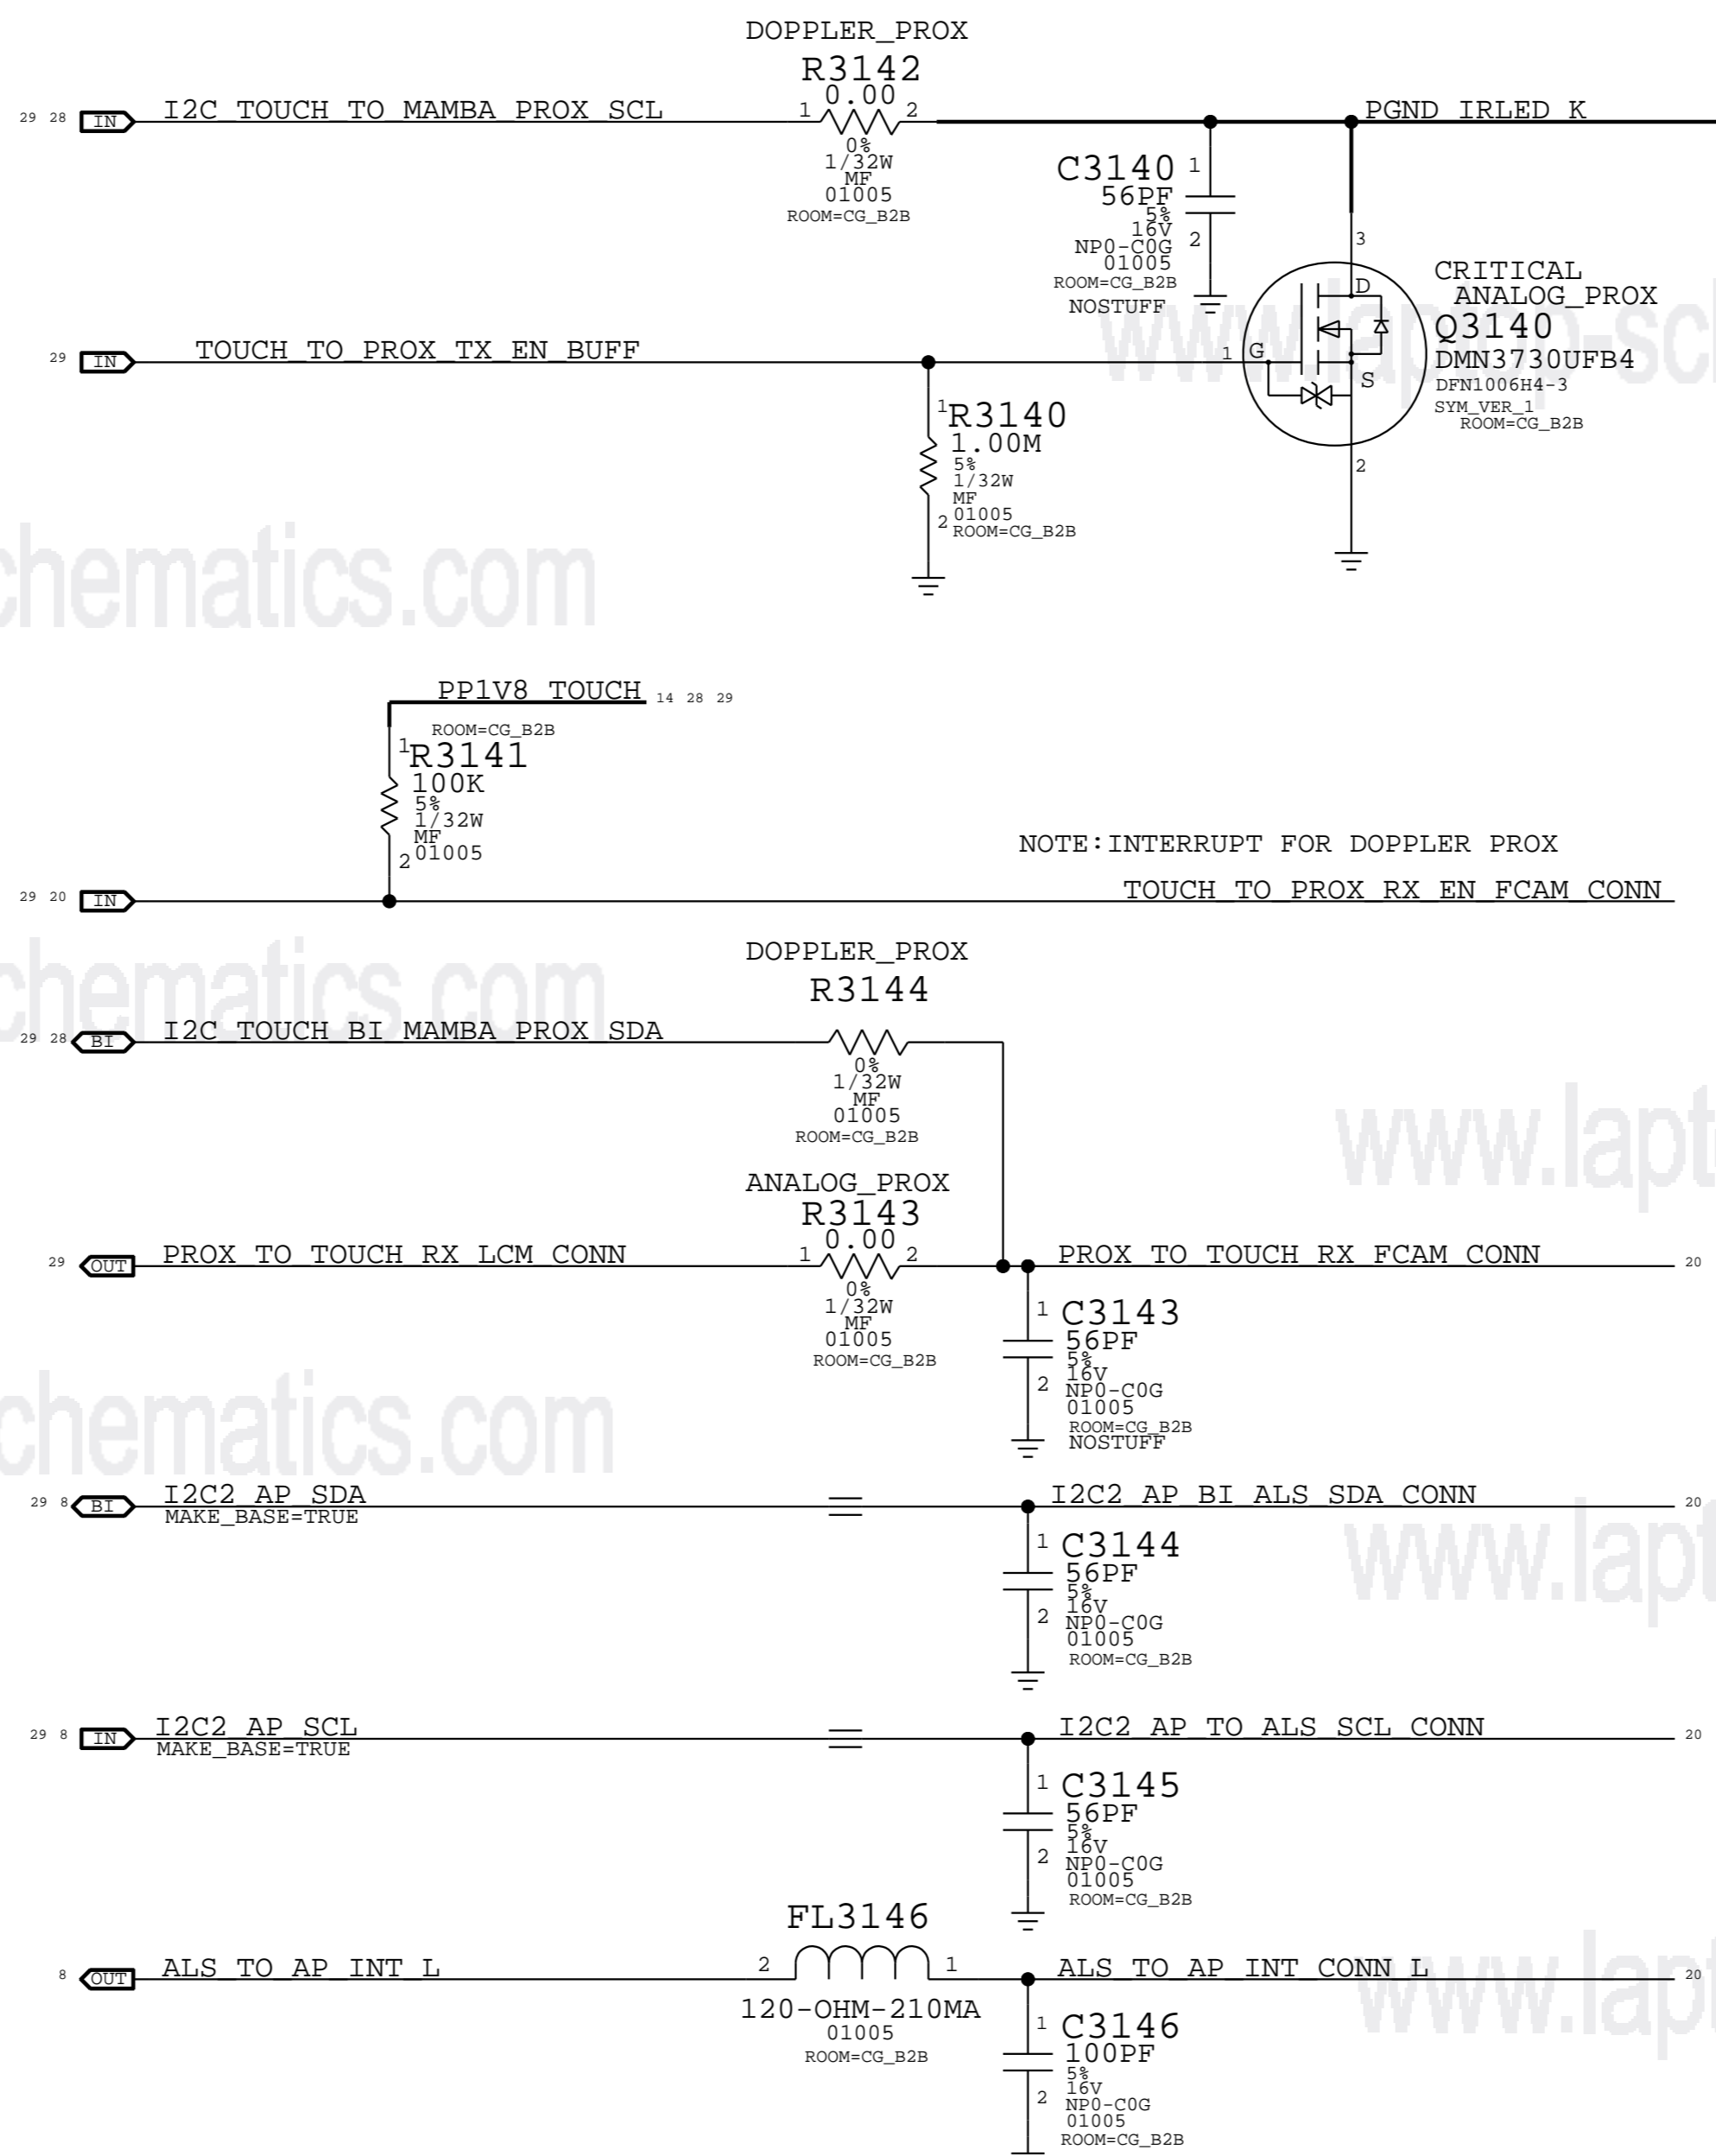 DOPPLER_PROX
R3142
29 28 IN I2C_TOUCH_TO_MAMBA_PROX_SCL 1 0.00 2 PGND_IRLED_K
0%
1/32W
MF
01005
ROOM=CG_B2B
C3140 1
56PF
5%
16V 2
NP0-C0G
01005
ROOM=CG_B2B
NOSTUFF
3
D
CRITICAL
ANALOG_PROX
Q3140
DMN3730UFB4
DFN1006H4-3
SYM_VER_1
ROOM=CG_B2B
www.laptop-sc
29 IN TOUCH_TO_PROX_TX_EN_BUFF 1 G
S
2
1 R3140
1.00M
5%
1/32W
MF
2 01005
ROOM=CG_B2B
chematics.com
PP1V8_TOUCH 14 28 29
ROOM=CG_B2B
1 R3141
100K
5%
1/32W
MF
2 01005
NOTE:INTERRUPT FOR DOPPLER PROX
29 20 IN TOUCH_TO_PROX_RX_EN_FCAM_CONN
chematics.com
DOPPLER_PROX
R3144
29 28 BI I2C_TOUCH_BI_MAMBA_PROX_SDA
0%
1/32W
MF
01005
ROOM=CG_B2B
www.lapt
ANALOG_PROX
R3143
29 OUT PROX_TO_TOUCH_RX_LCM_CONN 1 0.00 2 PROX_TO_TOUCH_RX_FCAM_CONN 20
0%
1/32W
MF
01005
ROOM=CG_B2B
1 C3143
56PF
5%
16V
2 NP0-C0G
01005
ROOM=CG_B2B
NOSTUFF
chematics.com
29 8 BI I2C2_AP_SDA I2C2_AP_BI_ALS_SDA_CONN 20
MAKE_BASE=TRUE
1 C3144
56PF
5%
16V
2 NP0-C0G
01005
ROOM=CG_B2B
www.lapt
29 8 IN I2C2_AP_SCL I2C2_AP_TO_ALS_SCL_CONN 20
MAKE_BASE=TRUE
1 C3145
56PF
5%
16V
2 NP0-C0G
01005
ROOM=CG_B2B
FL3146
8 OUT ALS_TO_AP_INT_L 2 1 ALS_TO_AP_INT_CONN_L 20
120-OHM-210MA
01005
ROOM=CG_B2B
1 C3146
100PF
5%
16V
2 NP0-C0G
01005
ROOM=CG_B2B
www.lapt